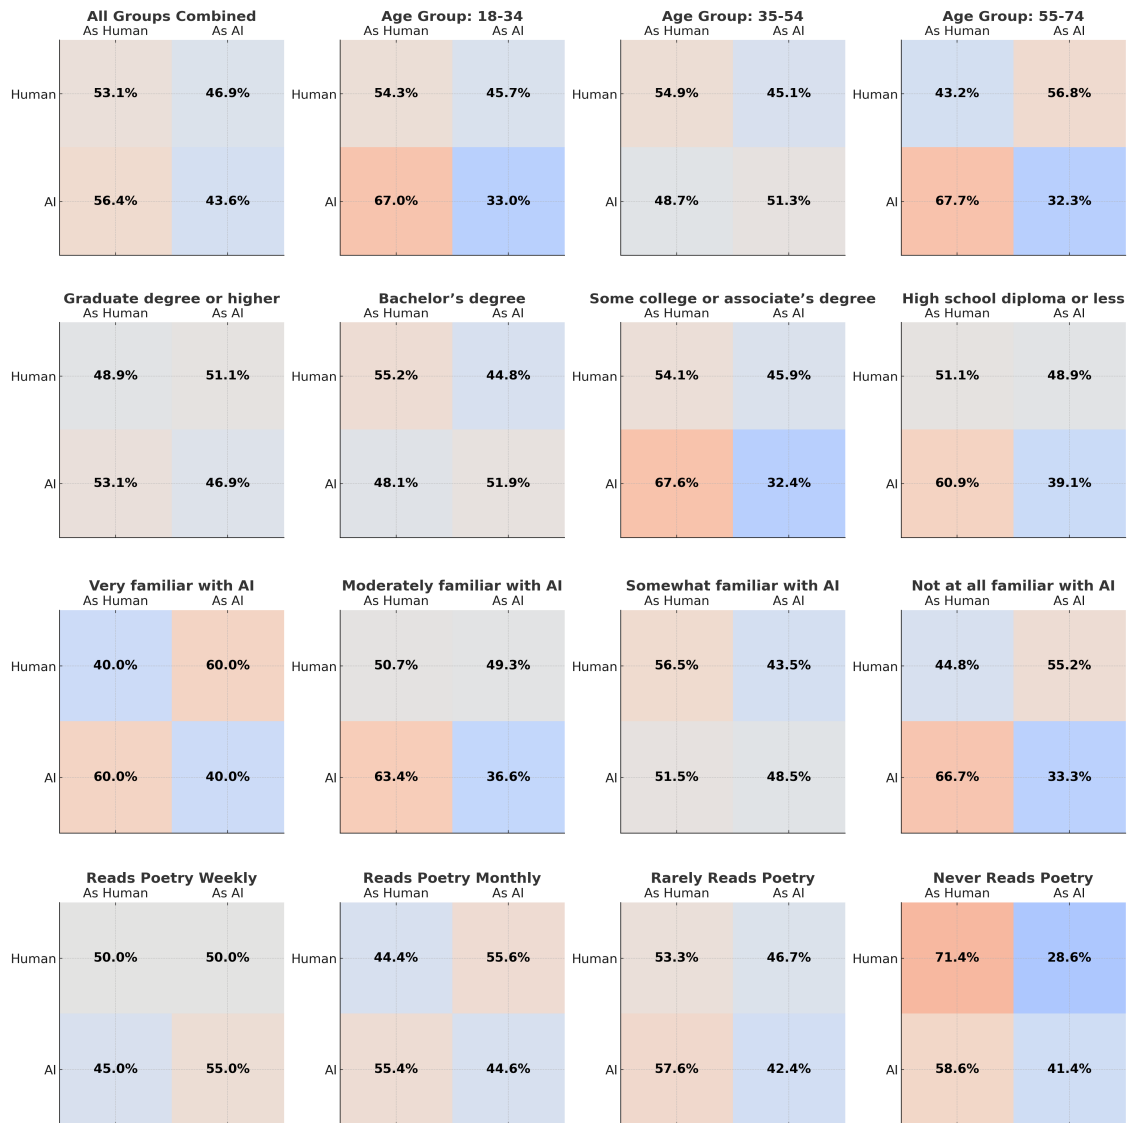 All Groups Combined
As Human As AI
Human 53.1% 46.9%
AI 56.4% 43.6%
Age Group: 18-34
As Human As AI
Human 54.3% 45.7%
AI 67.0% 33.0%
Age Group: 35-54
As Human As AI
Human 54.9% 45.1%
AI 48.7% 51.3%
Age Group: 55-74
As Human As AI
Human 43.2% 56.8%
AI 67.7% 32.3%
Graduate degree or higher
As Human As AI
Human 48.9% 51.1%
AI 53.1% 46.9%
Bachelor’s degree
As Human As AI
Human 55.2% 44.8%
AI 48.1% 51.9%
Some college or associate’s degree
As Human As AI
Human 54.1% 45.9%
AI 67.6% 32.4%
High school diploma or less
As Human As AI
Human 51.1% 48.9%
AI 60.9% 39.1%
Very familiar with AI
As Human As AI
Human 40.0% 60.0%
AI 60.0% 40.0%
Moderately familiar with AI
As Human As AI
Human 50.7% 49.3%
AI 63.4% 36.6%
Somewhat familiar with AI
As Human As AI
Human 56.5% 43.5%
AI 51.5% 48.5%
Not at all familiar with AI
As Human As AI
Human 44.8% 55.2%
AI 66.7% 33.3%
Reads Poetry Weekly
As Human As AI
Human 50.0% 50.0%
AI 45.0% 55.0%
Reads Poetry Monthly
As Human As AI
Human 44.4% 55.6%
AI 55.4% 44.6%
Rarely Reads Poetry
As Human As AI
Human 53.3% 46.7%
AI 57.6% 42.4%
Never Reads Poetry
As Human As AI
Human 71.4% 28.6%
AI 58.6% 41.4%